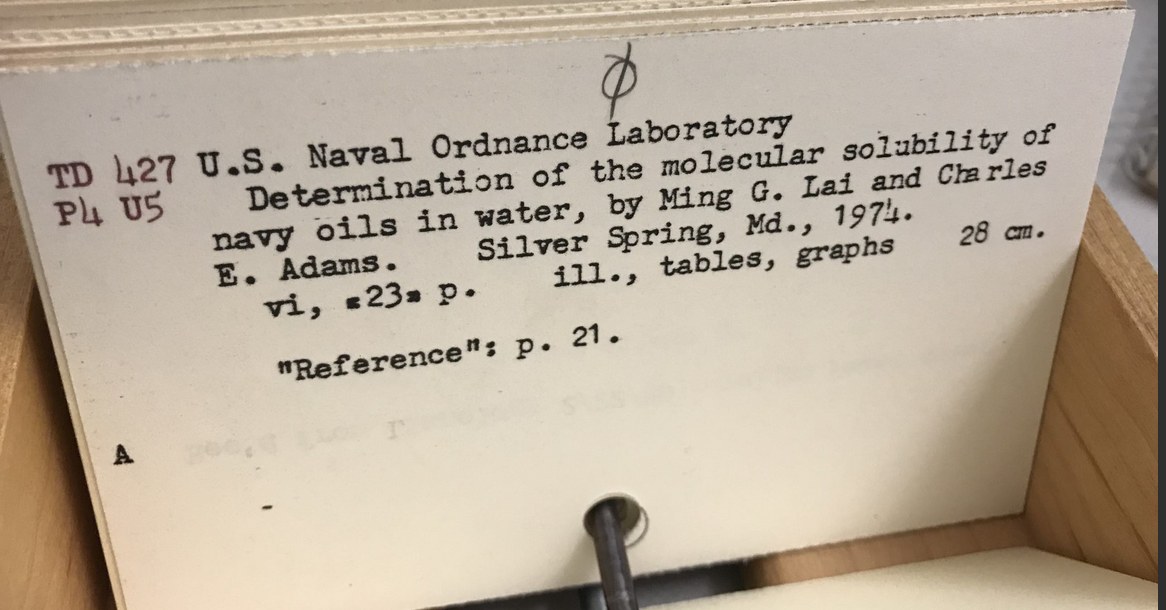 φ
TD 427 U.S. Naval Ordnance Laboratory
P4 U5 Determination of the molecular solubility of
navy oils in water, by Ming G. Lai and Charles
E. Adams. Silver Spring, Md., 1974.
vi, [23] p. ill., tables, graphs 28 cm.
"Reference": p. 21.
A